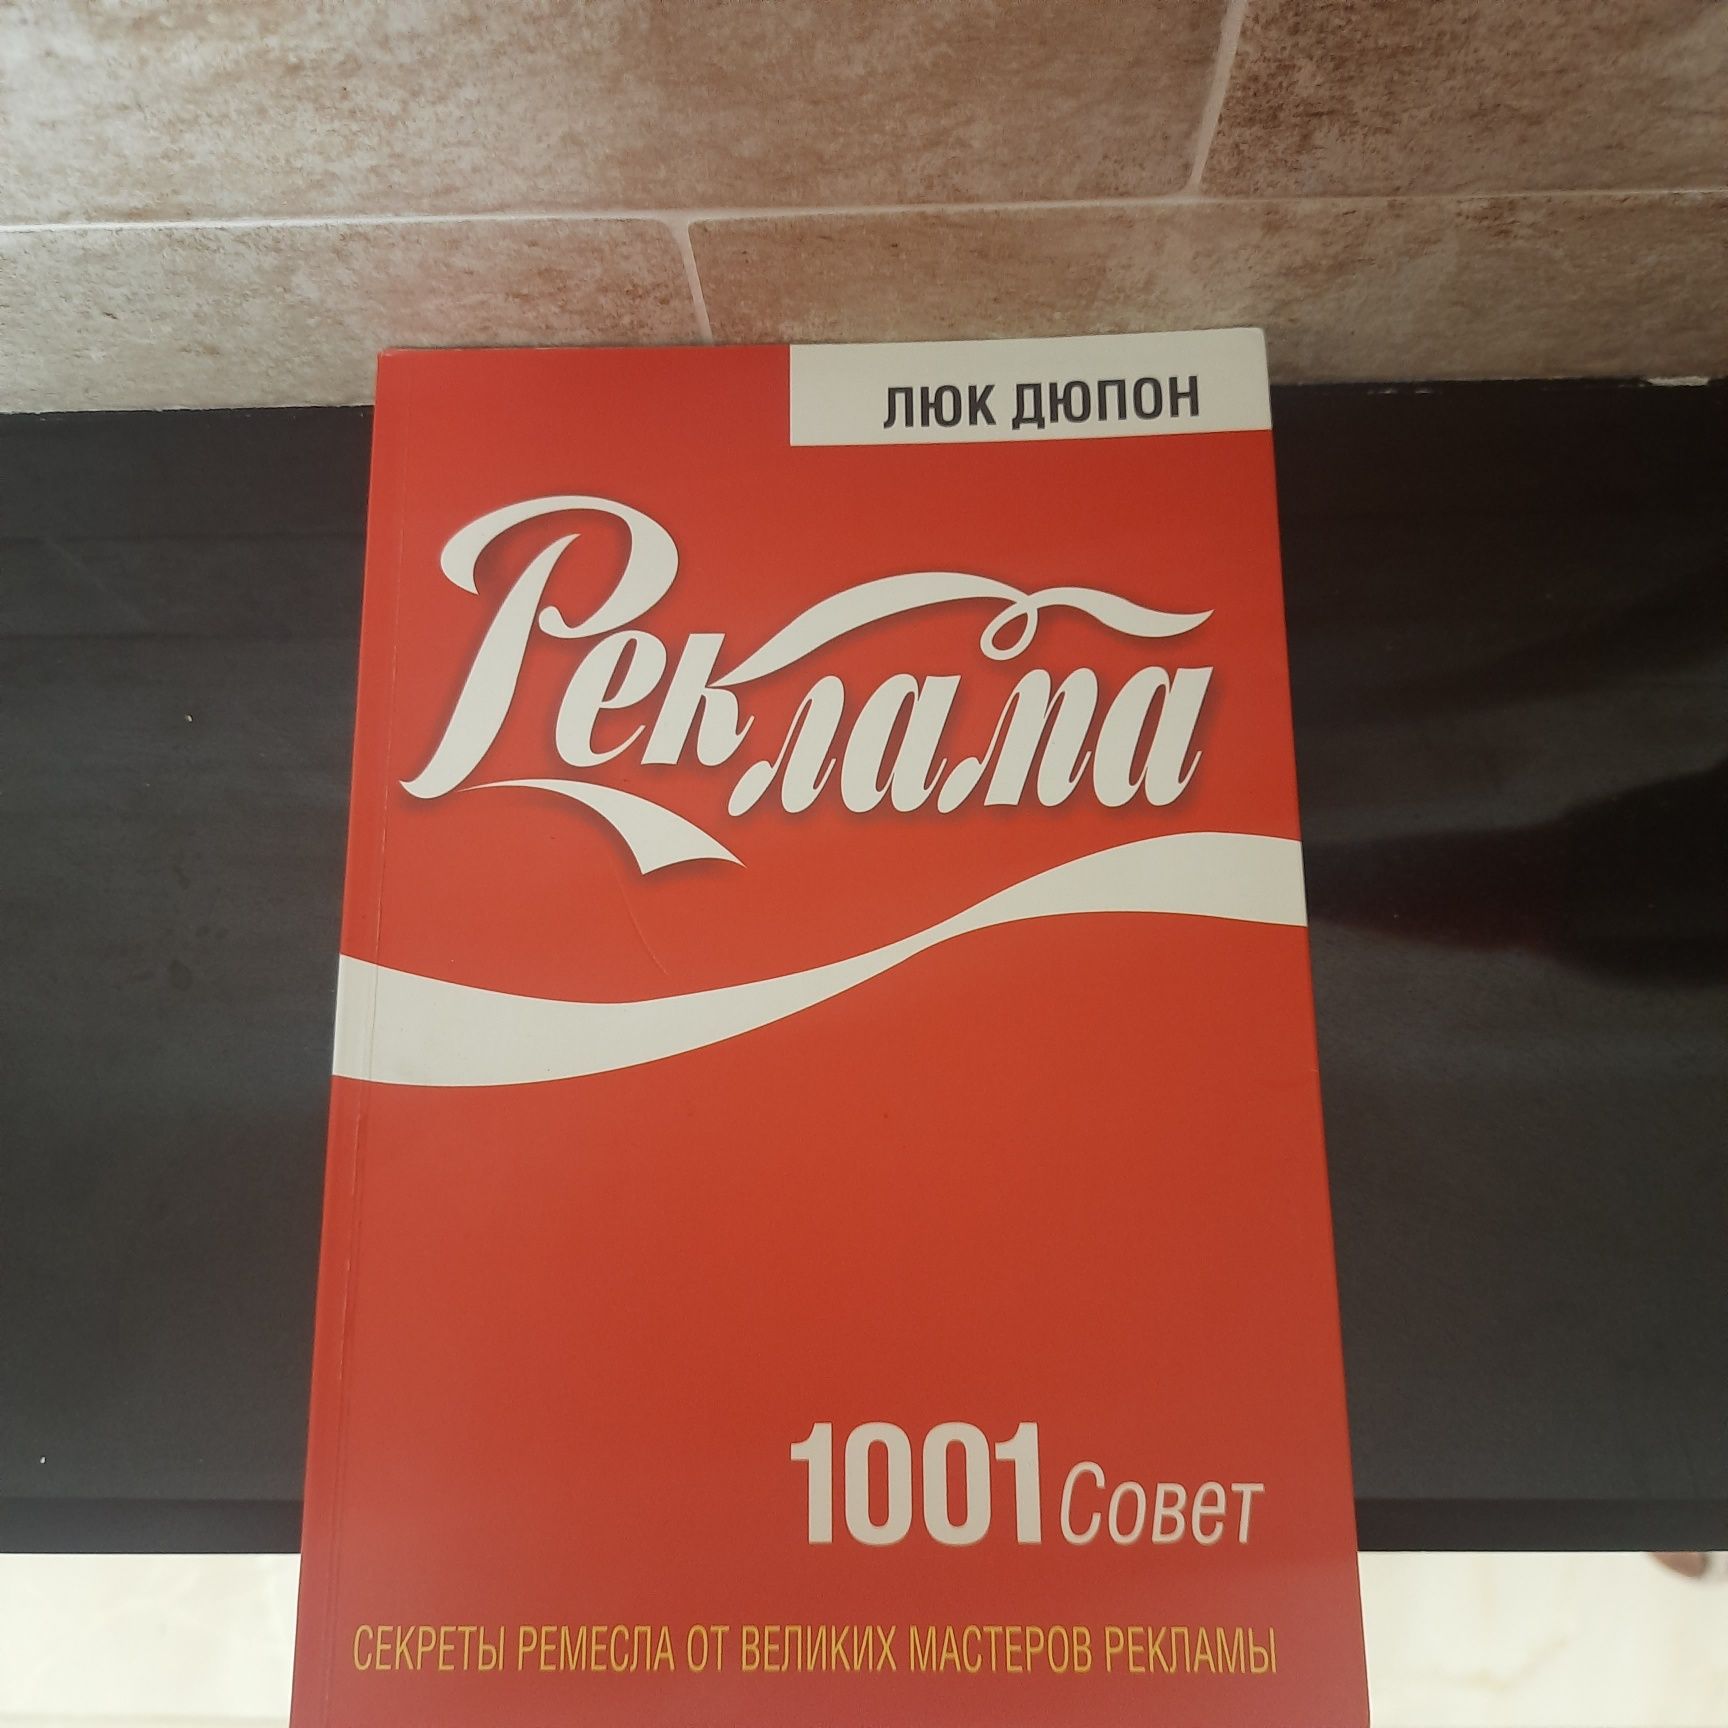 ЛЮК ДЮПОН
Реклама
1001 Совет
СЕКРЕТЫ РЕМЕСЛА ОТ ВЕЛИКИХ МАСТЕРОВ РЕКЛАМЫ